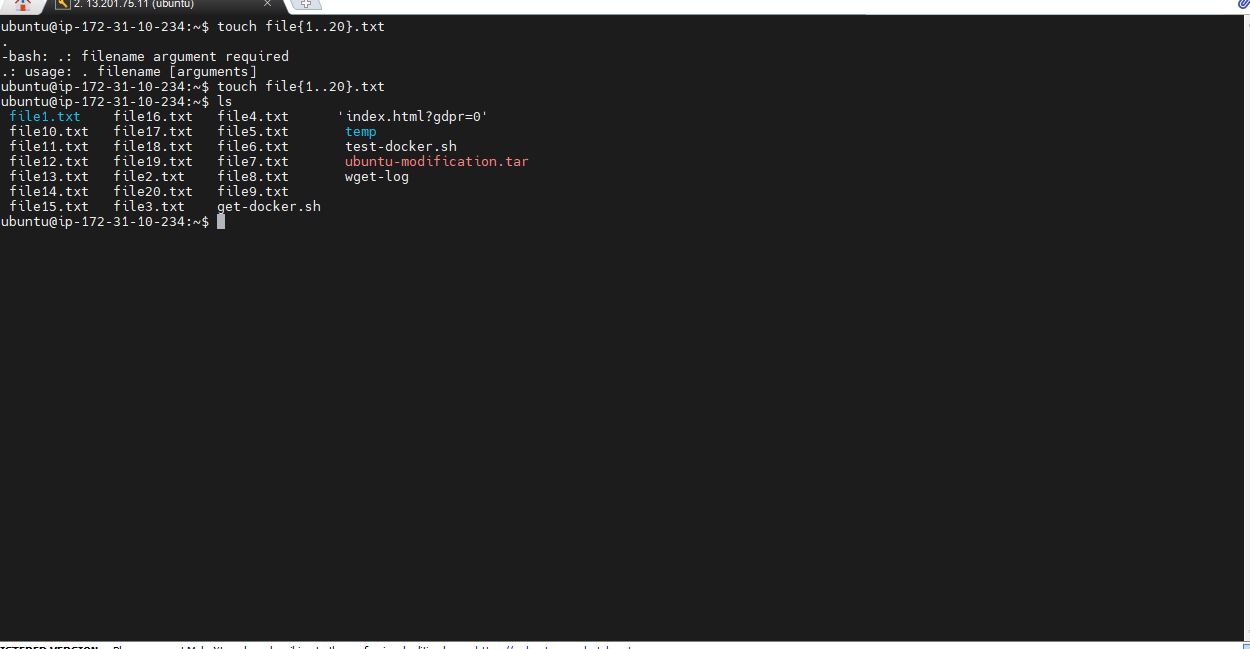 2. 13.201.75.11 (ubuntu)
ubuntu@ip-172-31-10-234:~$ touch file{1..20}.txt
.
-bash: .: filename argument required
.: usage: . filename [arguments]
ubuntu@ip-172-31-10-234:~$ touch file{1..20}.txt
ubuntu@ip-172-31-10-234:~$ ls
file1.txt file16.txt file4.txt 'index.html?gdpr=0'
file10.txt file17.txt file5.txt temp
file11.txt file18.txt file6.txt test-docker.sh
file12.txt file19.txt file7.txt ubuntu-modification.tar
file13.txt file2.txt file8.txt wget-log
file14.txt file20.txt file9.txt
file15.txt file3.txt get-docker.sh
ubuntu@ip-172-31-10-234:~$